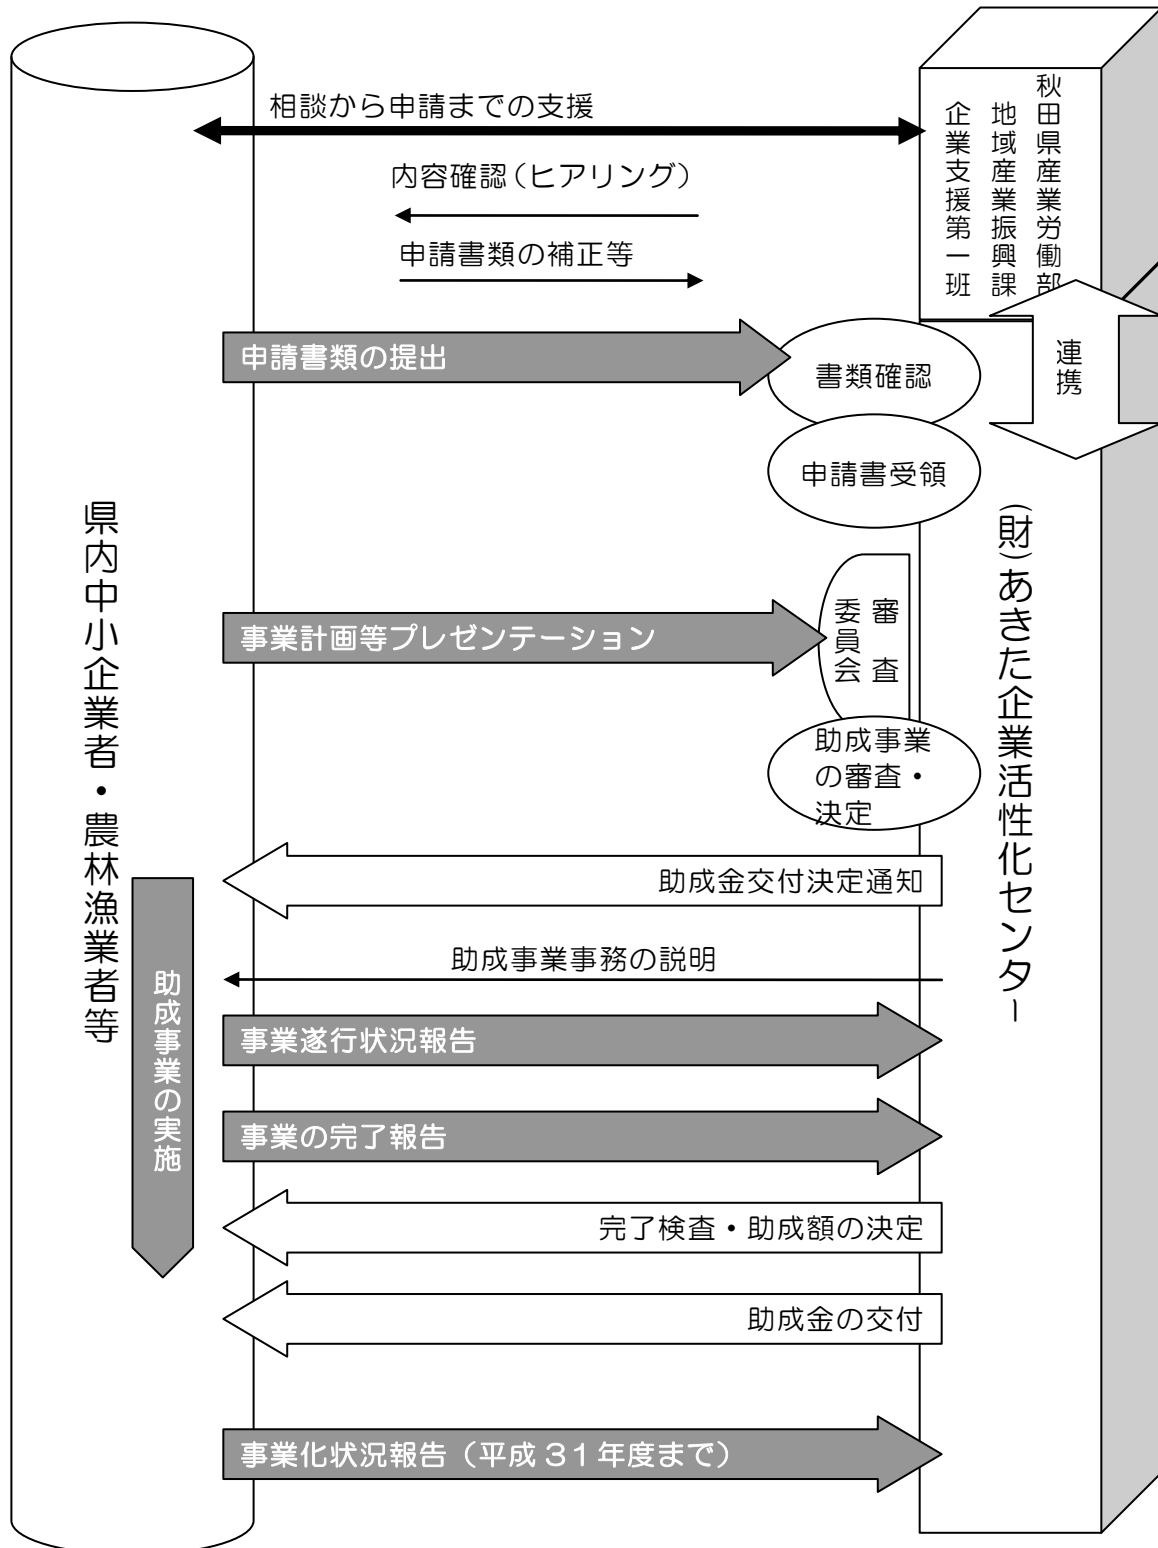 相談から申請までの支援
秋田県産業労働部
地域産業振興課
企業支援第一班
内容確認（ヒアリング）
申請書類の補正等
申請書類の提出
書類確認
連携
申請書受領
県内中小企業者・農林漁業者等
（財）あきた企業活性化センター
事業計画等プレゼンテーション
審査
委員会
助成事業
の審査・
決定
助成金交付決定通知
助成事業の実施
助成事業事務の説明
事業遂行状況報告
事業の完了報告
完了検査・助成額の決定
助成金の交付
事業化状況報告（平成３１年度まで）